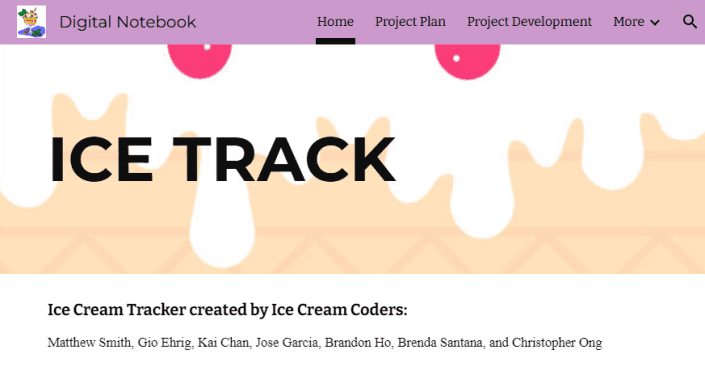 Digital Notebook Home Project Plan Project Development More
ICE TRACK
Ice Cream Tracker created by Ice Cream Coders:
Matthew Smith, Gio Ehrig, Kai Chan, Jose Garcia, Brandon Ho, Brenda Santana, and Christopher Ong